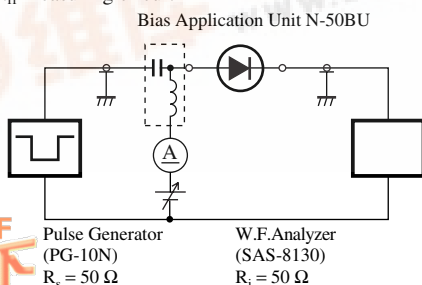 Bias Application Unit N-50BU
A
Pulse Generator
(PG-10N)
Rs = 50 Ω
W.F.Analyzer
(SAS-8130)
Ri = 50 Ω